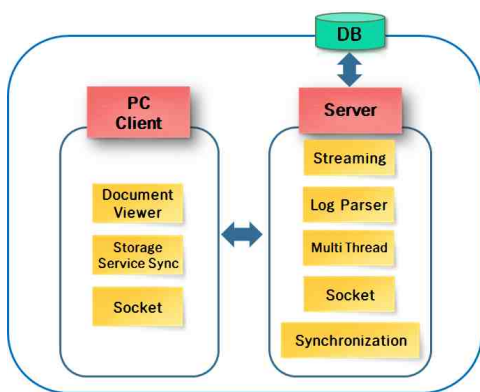 DB
PC
Client
Document
Viewer
Storage
Service Sync
Socket
Server
Streaming
Log Parser
Multi Thread
Socket
Synchronization